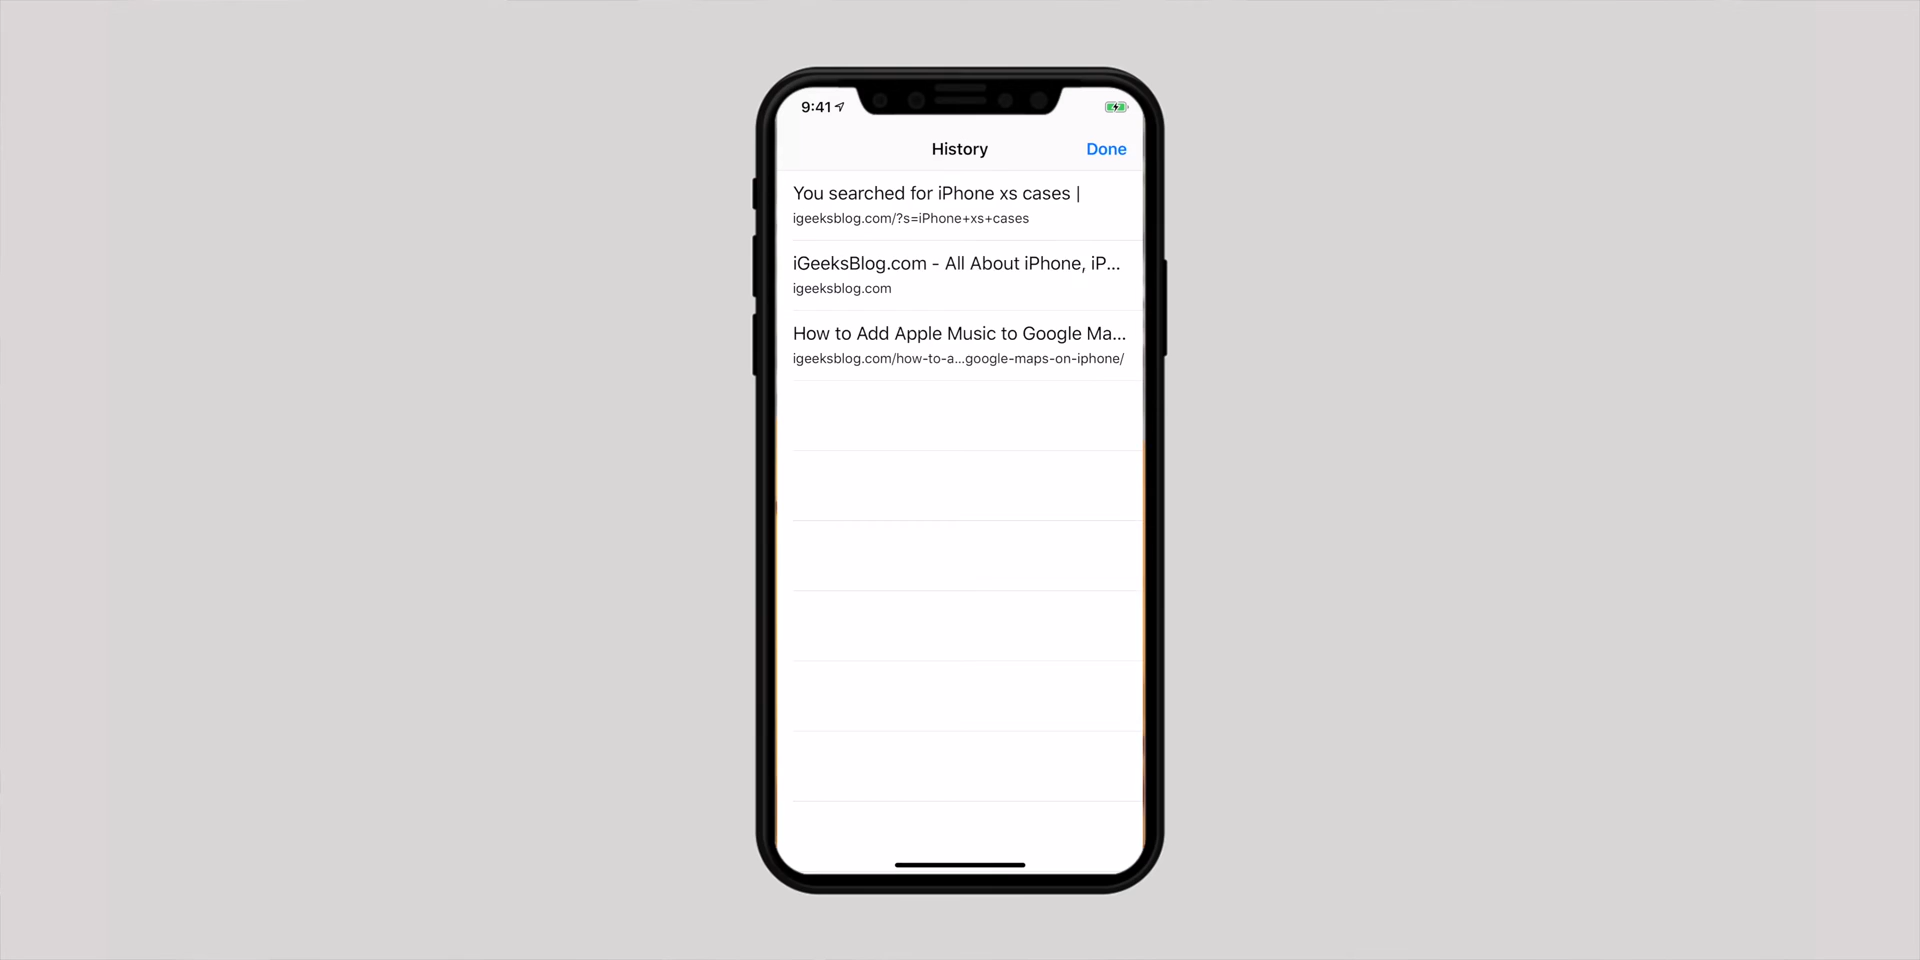 9:41
History
Done
You searched for iPhone xs cases |
igeeksblog.com/?s=iPhone+xs+cases
iGeeksBlog.com - All About iPhone, iP...
igeeksblog.com
How to Add Apple Music to Google Ma...
igeeksblog.com/how-to-a...google-maps-on-iphone/